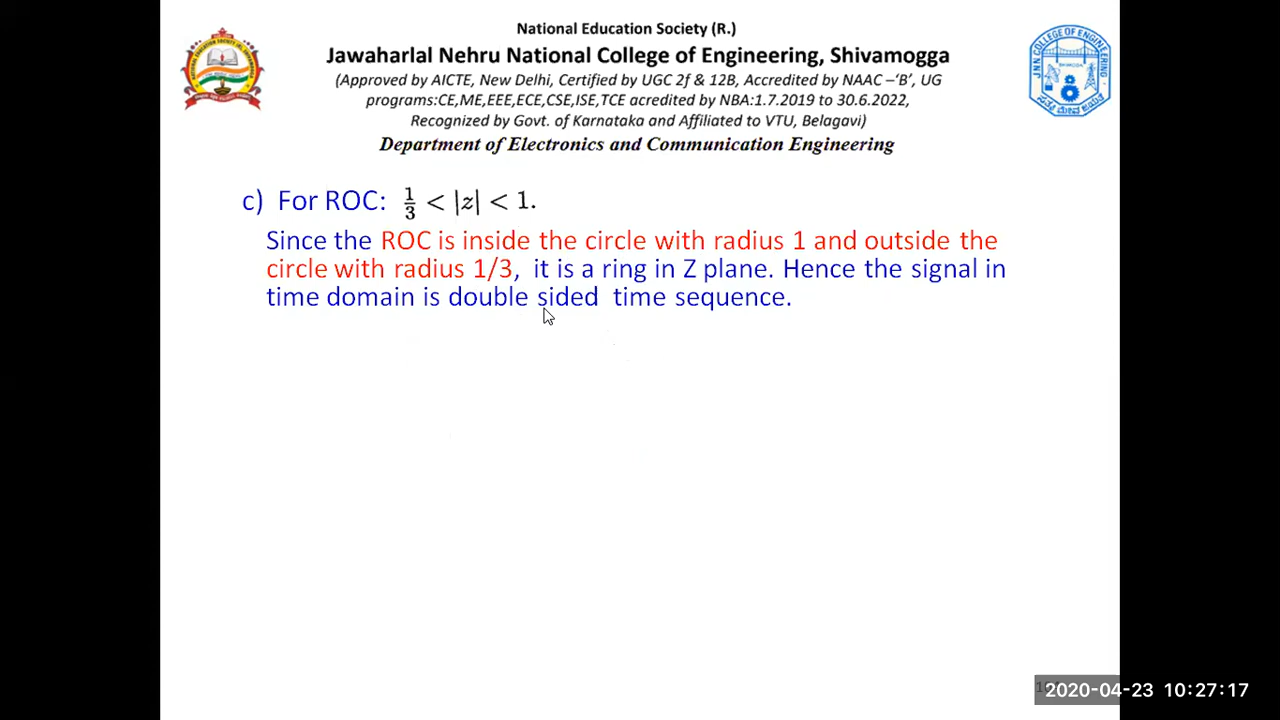 National Education Society (R.)
Jawaharlal Nehru National College of Engineering, Shivamogga
(Approved by AICTE, New Delhi, Certified by UGC 2f & 12B, Accredited by NAAC –‘B’, UG
programs:CE,ME,EEE,ECE,CSE,ISE,TCE acredited by NBA:1.7.2019 to 30.6.2022,
Recognized by Govt. of Karnataka and Affiliated to VTU, Belagavi)
Department of Electronics and Communication Engineering
c) For ROC: 1/3 < |z| < 1.
Since the ROC is inside the circle with radius 1 and outside the
circle with radius 1/3, it is a ring in Z plane. Hence the signal in
time domain is double sided time sequence.
2020-04-23 10:27:17